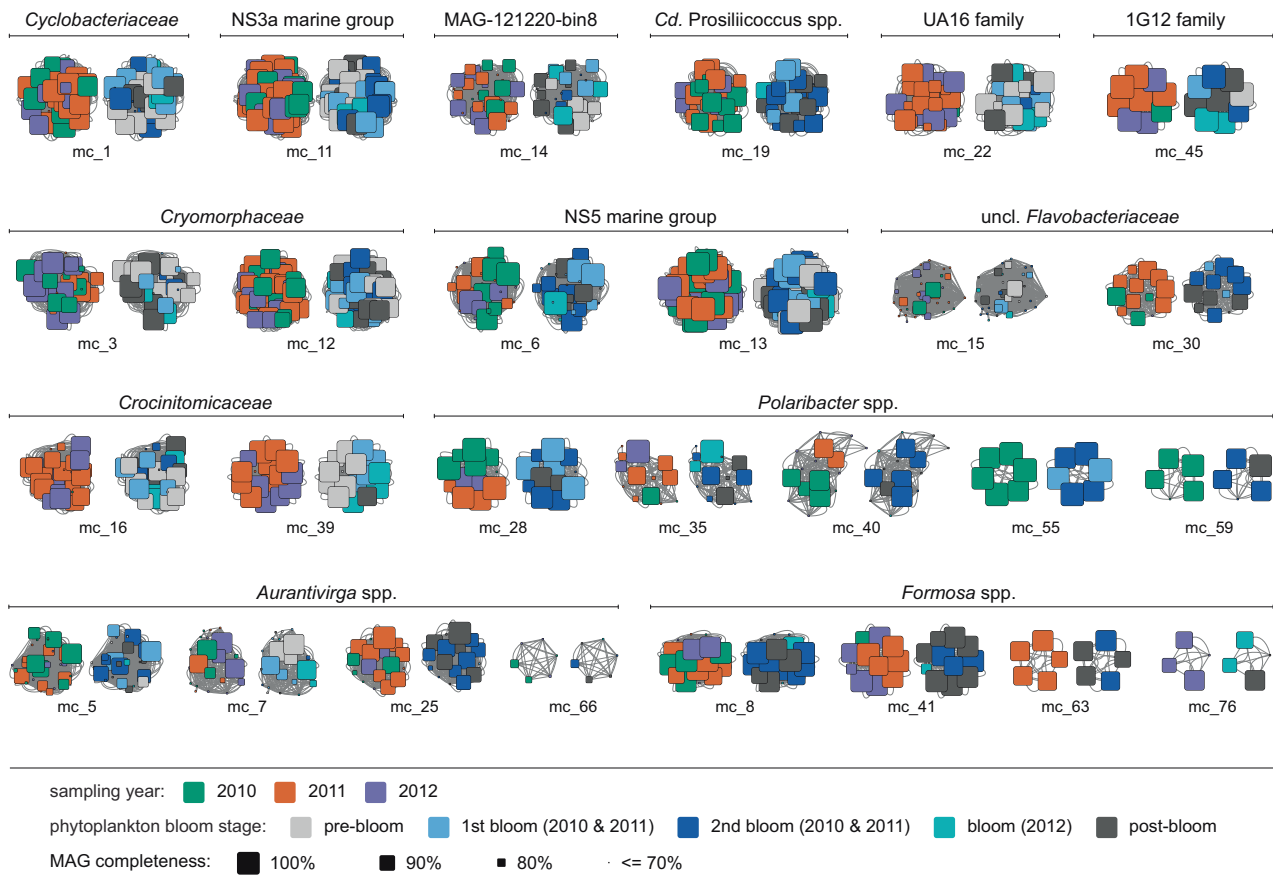 Cyclobacteriaceae NS3a marine group MAG-121220-bin8 Cd. Prosiliicoccus spp. UA16 family 1G12 family
mc_1 mc_11 mc_14 mc_19 mc_22 mc_45
Cryomorphaceae NS5 marine group uncl. Flavobacteriaceae
mc_3 mc_12 mc_6 mc_13 mc_15 mc_30
Crocinitomicaceae Polaribacter spp.
mc_16 mc_39 mc_28 mc_35 mc_40 mc_55 mc_59
Aurantivirga spp. Formosa spp.
mc_5 mc_7 mc_25 mc_66 mc_8 mc_41 mc_63 mc_76
sampling year: 2010 2011 2012
phytoplankton bloom stage: pre-bloom 1st bloom (2010 & 2011) 2nd bloom (2010 & 2011) bloom (2012) post-bloom
MAG completeness: 100% 90% 80% <= 70%